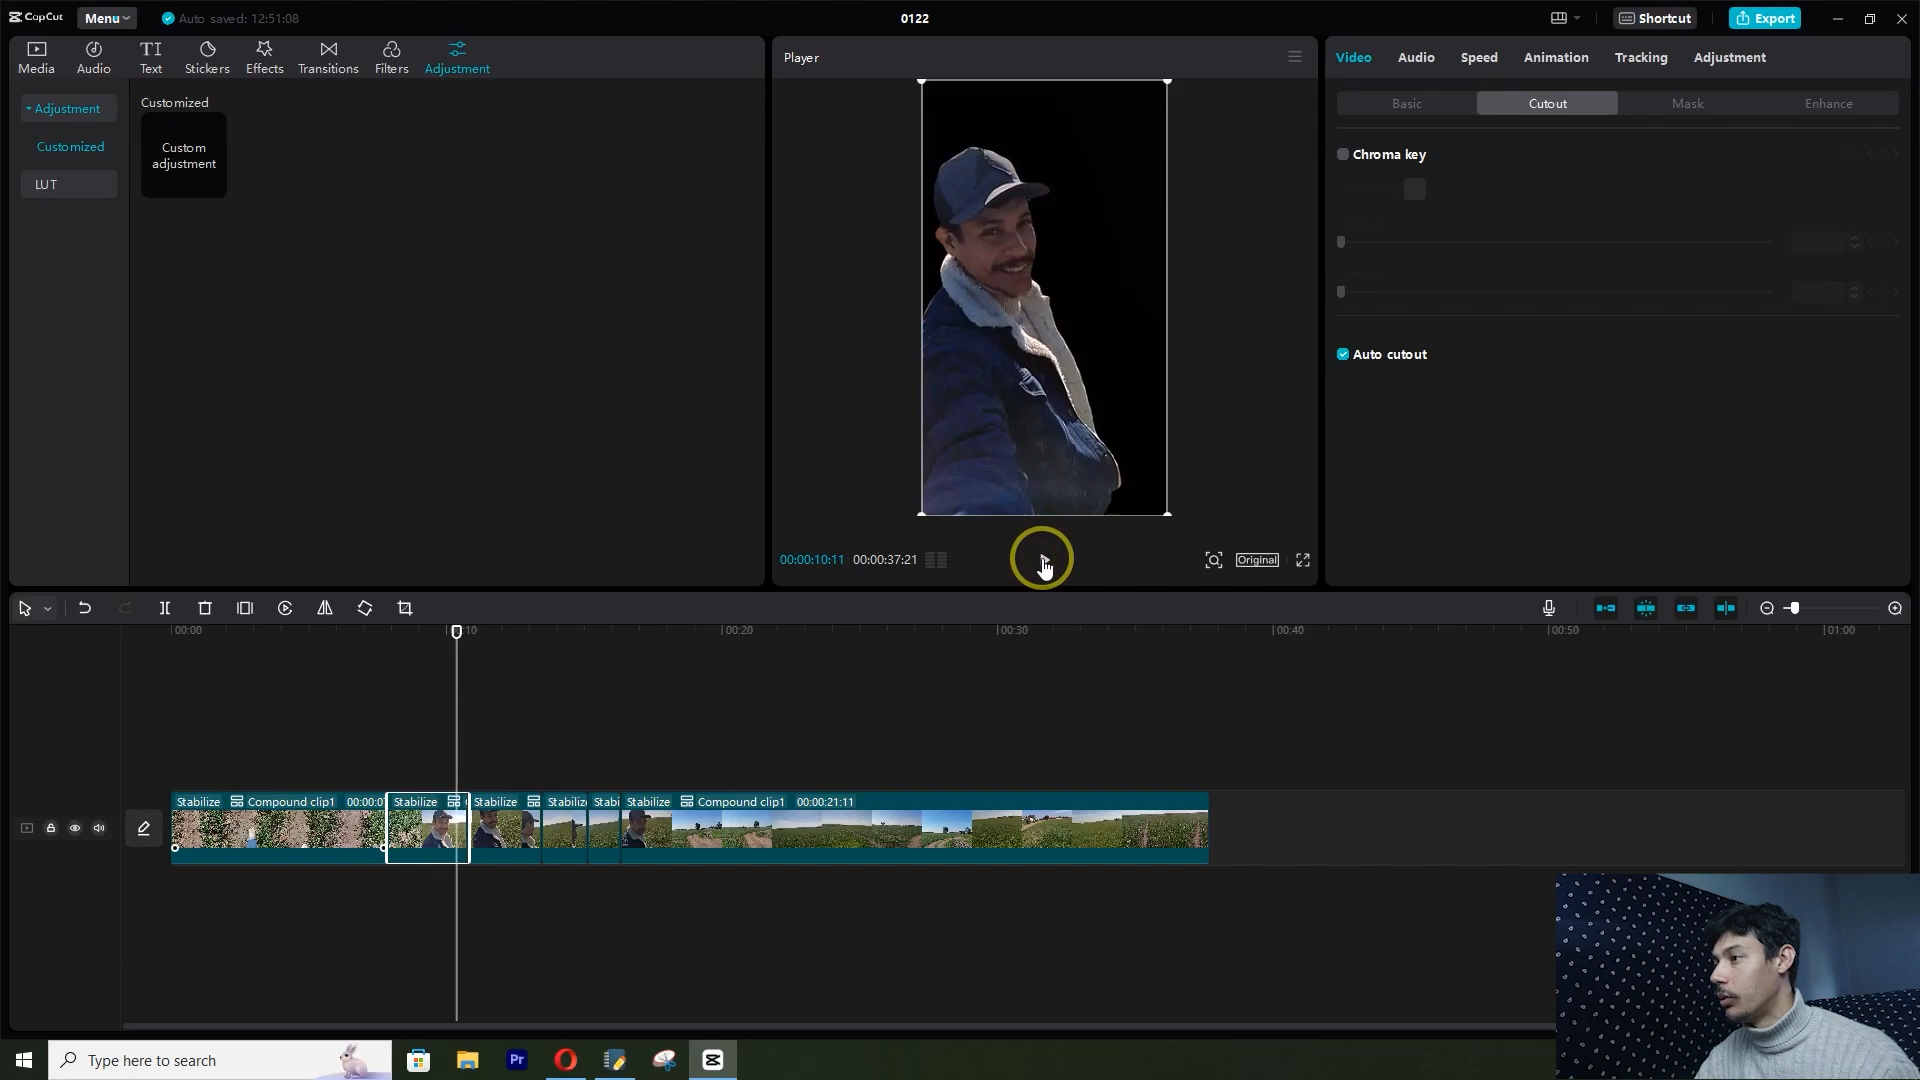 CapCut
Menu
Auto saved: 12:51:08
0122
Shortcut
Export
Media
Audio
Text
Stickers
Effects
Transitions
Filters
Adjustment
Adjustment
Customized
LUT
Customized
Custom
adjustment
Player
00:00:10:11
00:00:37:21
Original
Video
Audio
Speed
Animation
Tracking
Adjustment
Basic
Cutout
Mask
Enhance
Chroma key
Auto cutout
00:00
00:20
00:30
00:40
00:50
01:00
Stabilize
Compound clip1
Stabilize
Stabilize
Stabilize
Stabi
Stabilize
Compound clip1
00:00:21:11
Type here to search
Pr